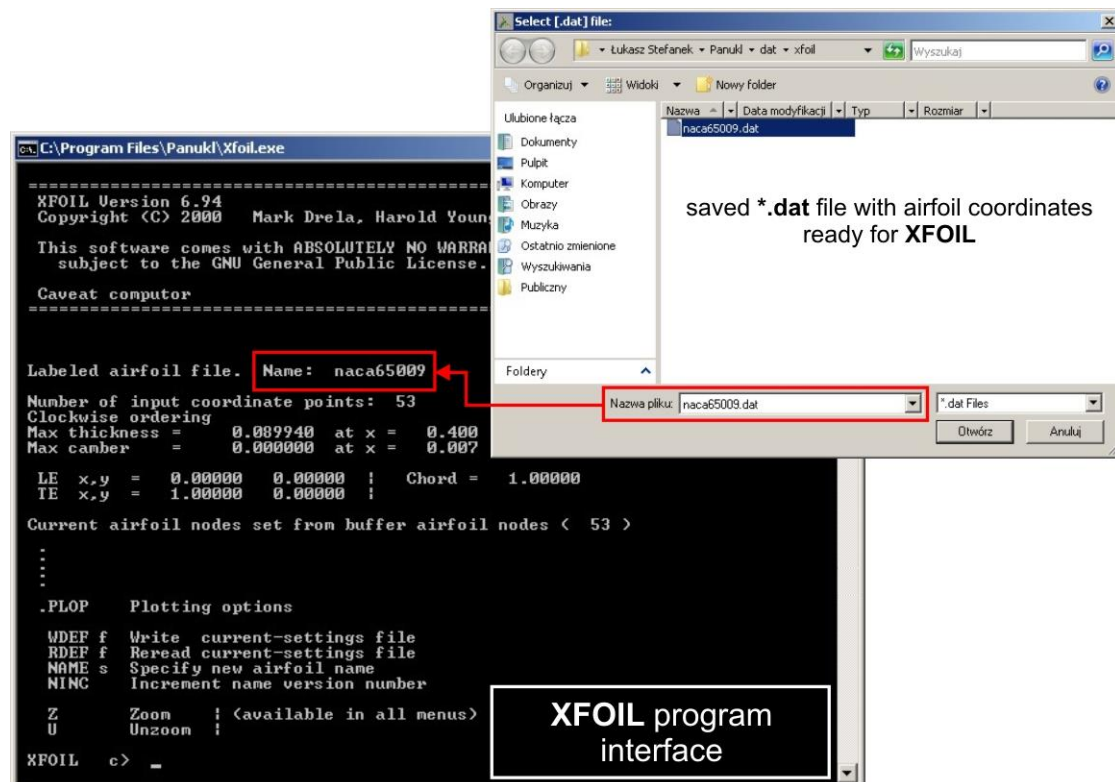 Select [.dat] file:
Łukasz Stefanek Panukl dat xfoil
Wyszukaj
Organizuj Widoki Nowy folder
Ulubione łącza
Nazwa Data modyfikacji Typ Rozmiar
naca65009.dat
Dokumenty
Pulpit
Komputer
Obrazy
Muzyka
Ostatnio zmienione
Wyszukiwania
Publiczny
saved *.dat file with airfoil coordinates
ready for XFOIL
Foldery
Nazwa pliku: naca65009.dat
*.dat Files
Otwórz Anuluj
C:\Program Files\Panukl\Xfoil.exe
===================================================
XFOIL Version 6.94
Copyright (C) 2000 Mark Drela, Harold Youn
This software comes with ABSOLUTELY NO WARRA
subject to the GNU General Public License.
Caveat computor
===================================================
Labeled airfoil file. Name: naca65009
Number of input coordinate points: 53
Clockwise ordering
Max thickness = 0.089940 at x = 0.400
Max camber = 0.000000 at x = 0.007
LE x,y = 0.00000 0.00000 ¦ Chord = 1.00000
TE x,y = 1.00000 0.00000 ¦
Current airfoil nodes set from buffer airfoil nodes ( 53 )
.PLOP Plotting options
WDEF f Write current-settings file
RDEF f Reread current-settings file
NAME s Specify new airfoil name
NINC Increment name version number
Z Zoom ¦ (available in all menus)
U Unzoom ¦
XFOIL c> _
XFOIL program
interface